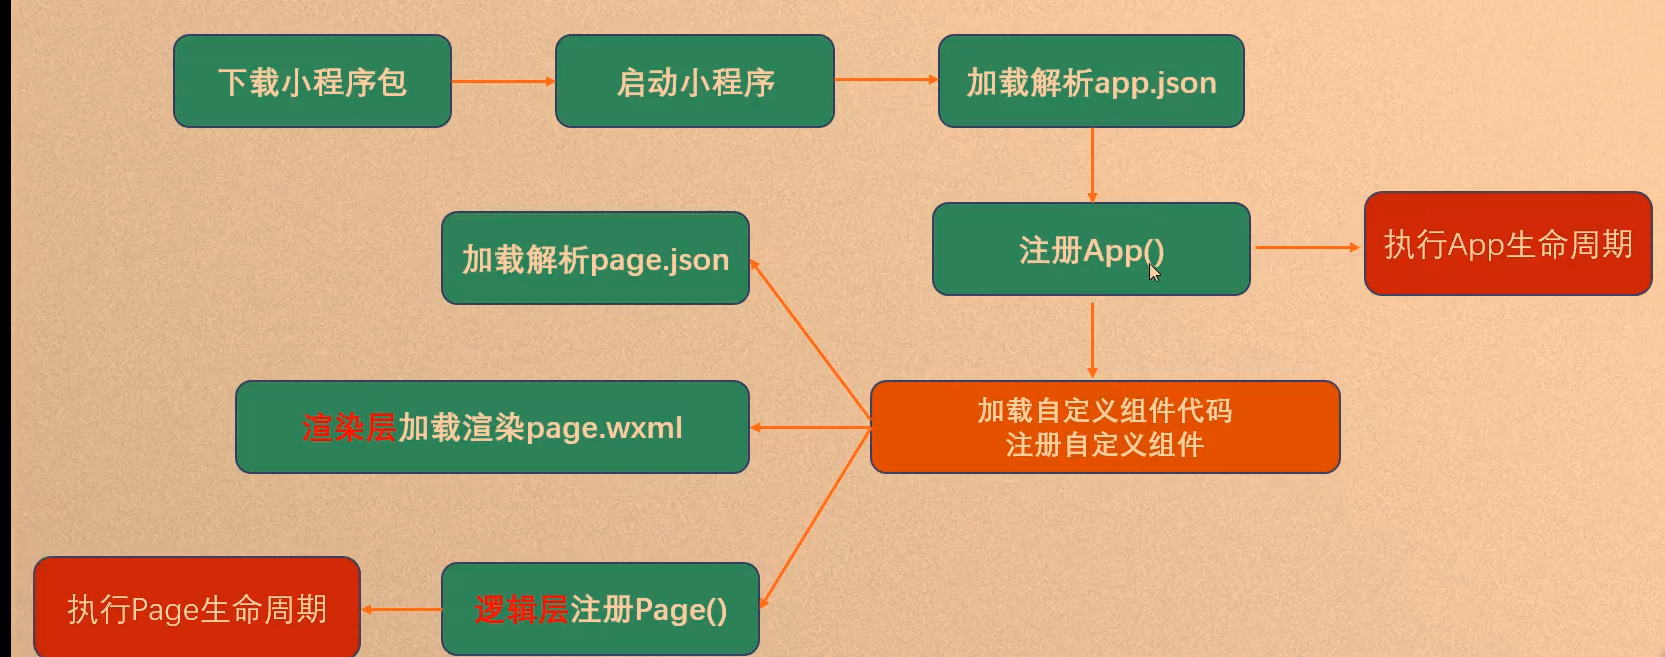 下载小程序包
启动小程序
加载解析app.json
注册App()
执行App生命周期
加载解析page.json
渲染层加载渲染page.wxml
加载自定义组件代码
注册自定义组件
执行Page生命周期
逻辑层注册Page()